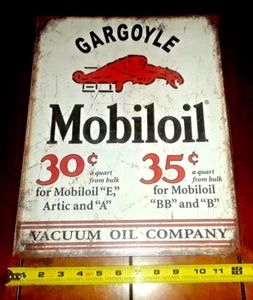 GARGOYLE
Mobiloil
30¢ a quart from bulk
35¢ a quart from bulk
for Mobiloil "E,"
Artic and "A"
for Mobiloil
"BB" and "B"
VACUUM OIL COMPANY
1 2 3 4 5 6 7 8 9 10 11